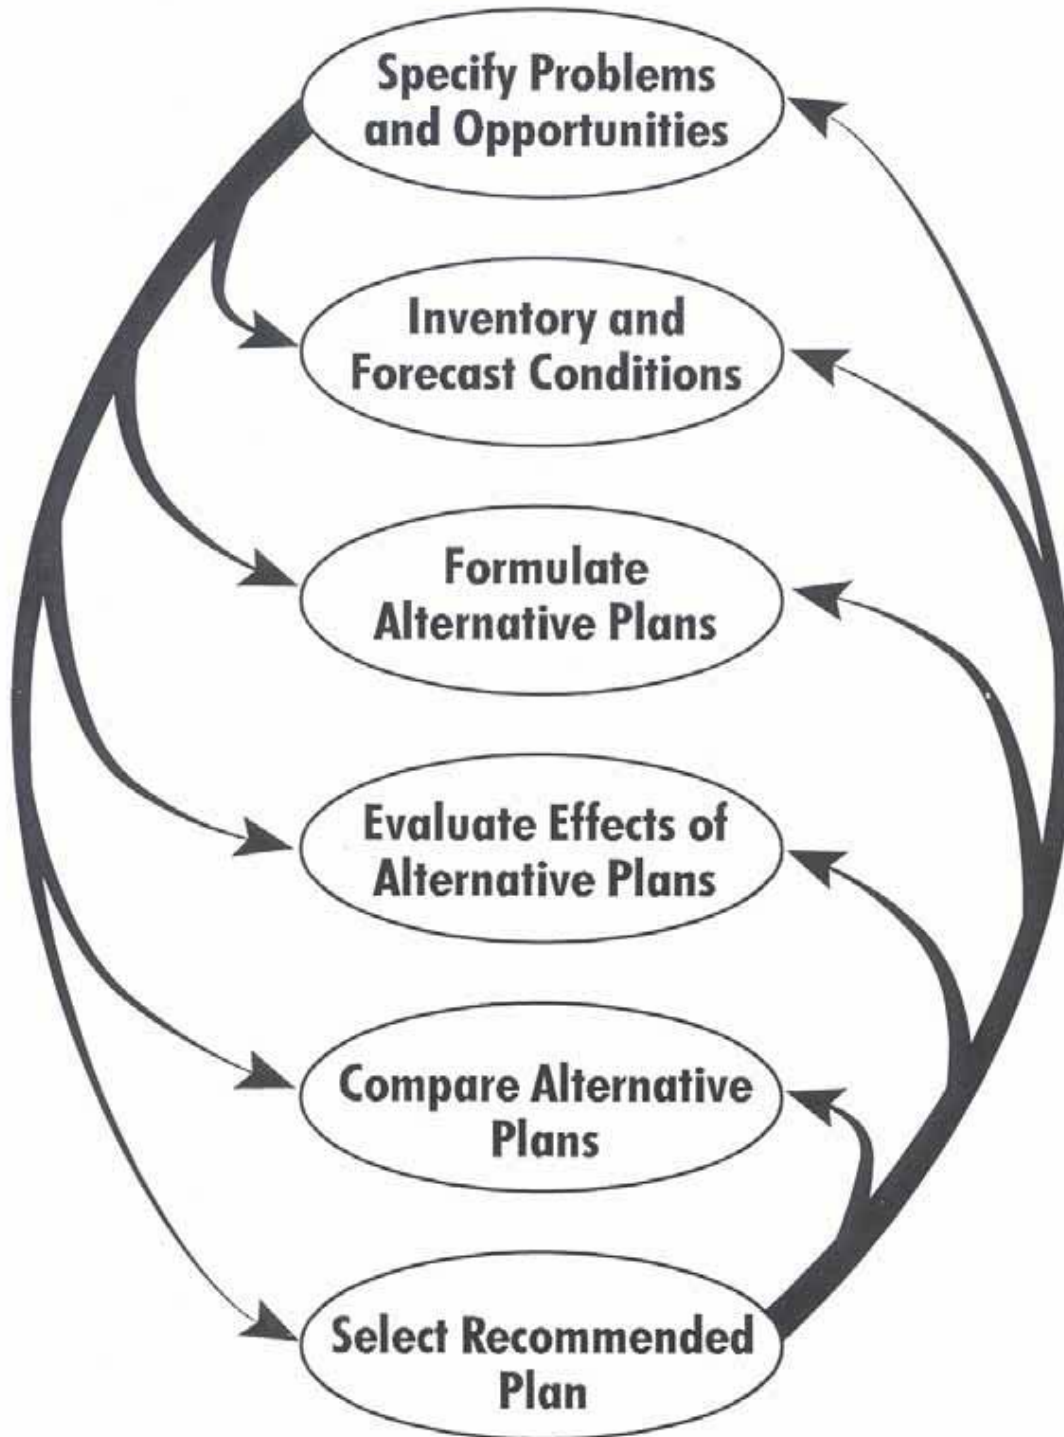 Specify Problems
and Opportunities
Inventory and
Forecast Conditions
Formulate
Alternative Plans
Evaluate Effects of
Alternative Plans
Compare Alternative
Plans
Select Recommended
Plan